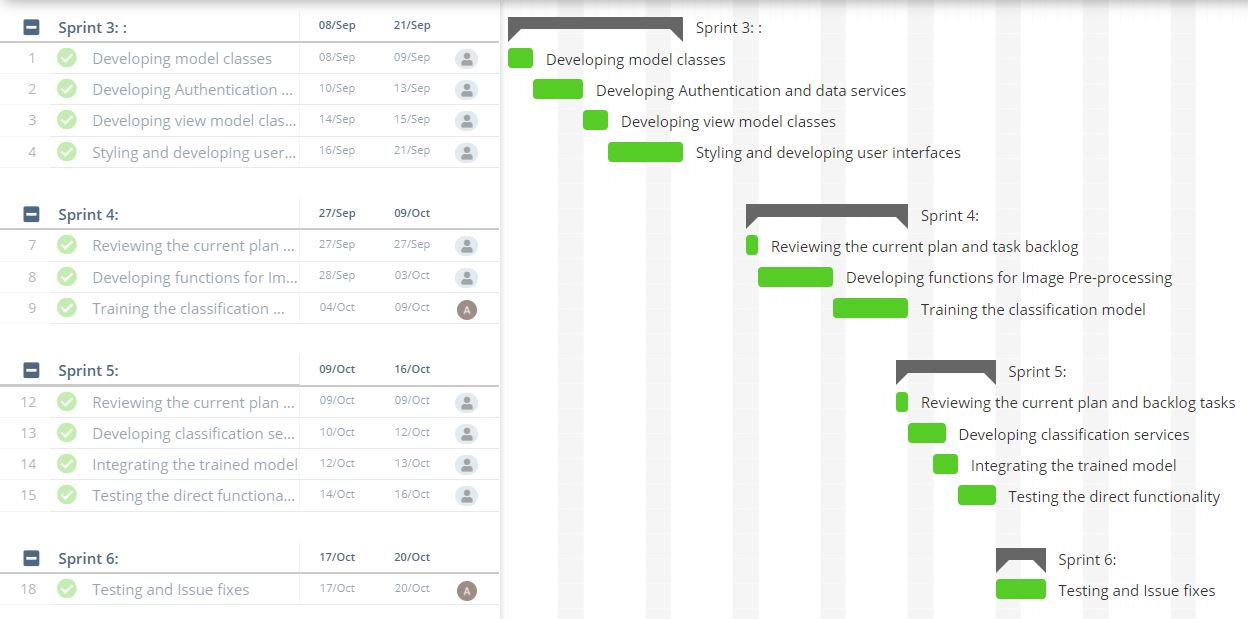 Sprint 3: : 08/Sep 21/Sep Sprint 3: :
1 Developing model classes 08/Sep 09/Sep Developing model classes
2 Developing Authentication ... 10/Sep 13/Sep Developing Authentication and data services
3 Developing view model clas... 14/Sep 15/Sep Developing view model classes
4 Styling and developing user... 16/Sep 21/Sep Styling and developing user interfaces
Sprint 4: 27/Sep 09/Oct Sprint 4:
7 Reviewing the current plan ... 27/Sep 27/Sep Reviewing the current plan and task backlog
8 Developing functions for Im... 28/Sep 03/Oct Developing functions for Image Pre-processing
9 Training the classification ... 04/Oct 09/Oct A Training the classification model
Sprint 5: 09/Oct 16/Oct Sprint 5:
12 Reviewing the current plan ... 09/Oct 09/Oct Reviewing the current plan and backlog tasks
13 Developing classification se... 10/Oct 12/Oct Developing classification services
14 Integrating the trained model 12/Oct 13/Oct Integrating the trained model
15 Testing the direct functiona... 14/Oct 16/Oct Testing the direct functionality
Sprint 6: 17/Oct 20/Oct Sprint 6:
18 Testing and Issue fixes 17/Oct 20/Oct A Testing and Issue fixes